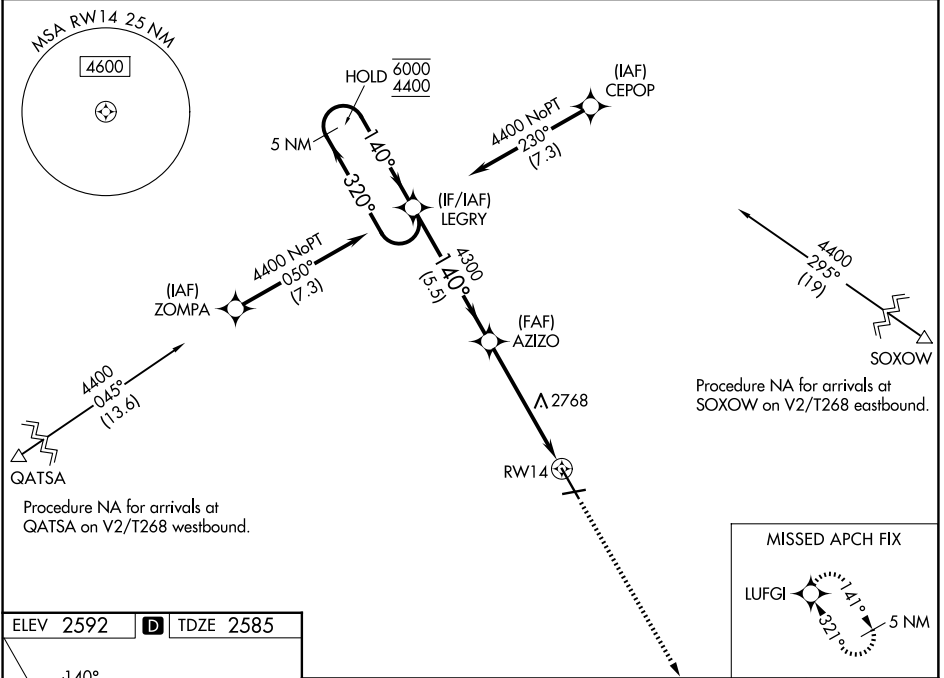 MSA RW14 25 NM
4600
HOLD 6000
4400
5 NM
140°
320°
(IAF)
CEPOP
4400 NoPT
230°
(7.3)
(IF/IAF)
LEGRY
4400 NoPT
050°
(7.3)
(IAF)
ZOMPA
4300
140°
(5.5)
4400
295°
(19)
SOXOW
Procedure NA for arrivals at
SOXOW on V2/T268 eastbound.
(FAF)
AZIZO
2768
4400
045°
(13.6)
QATSA
Procedure NA for arrivals at
QATSA on V2/T268 westbound.
RW14
MISSED APCH FIX
LUFGI
141°
321°
5 NM
ELEV 2592 D TDZE 2585
140°